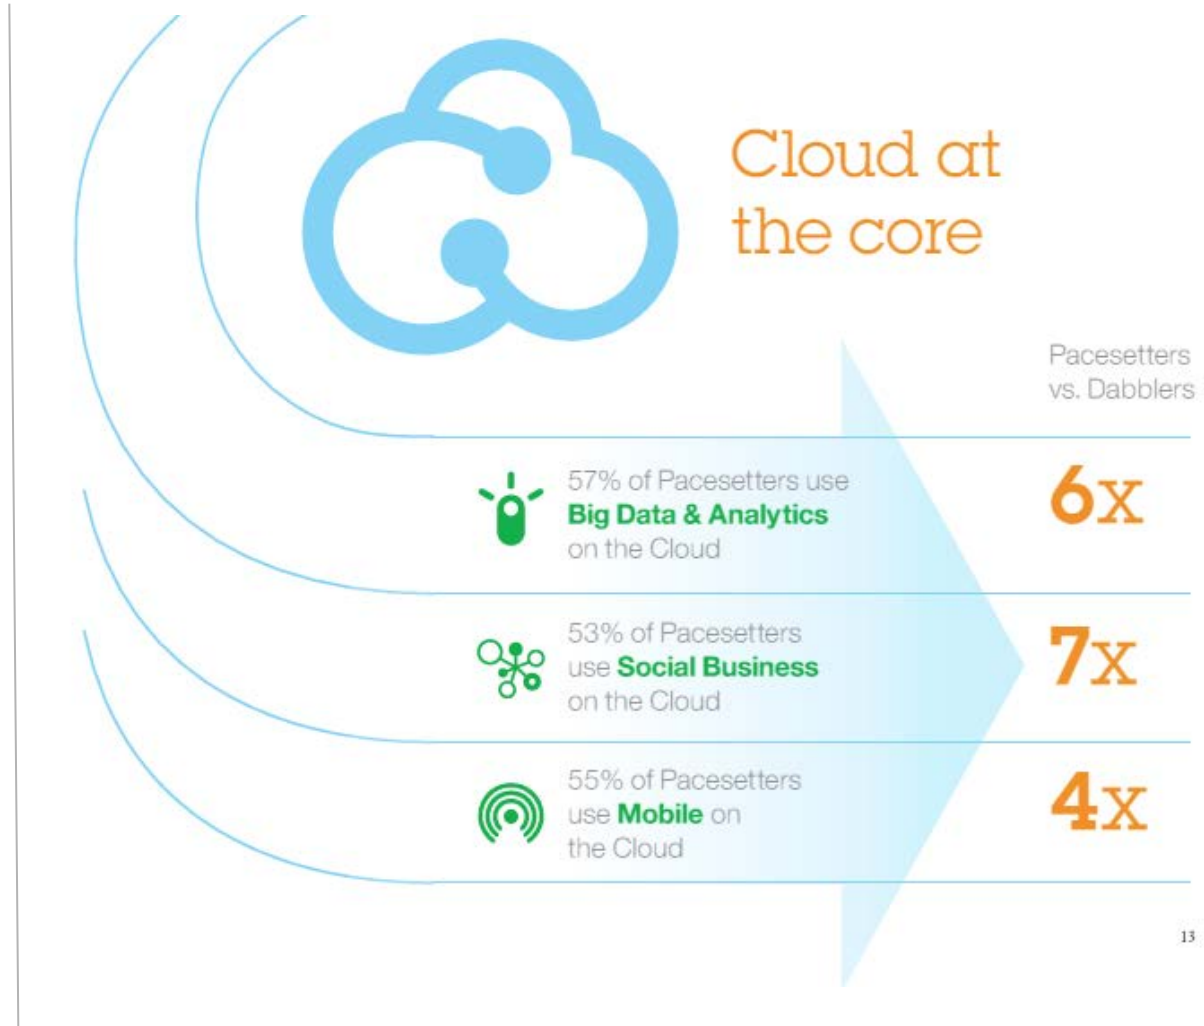 Cloud at
the core
Pacesetters
vs. Dabblers
57% of Pacesetters use
Big Data & Analytics
on the Cloud
6x
53% of Pacesetters
use Social Business
on the Cloud
7x
55% of Pacesetters
use Mobile on
the Cloud
4x
13